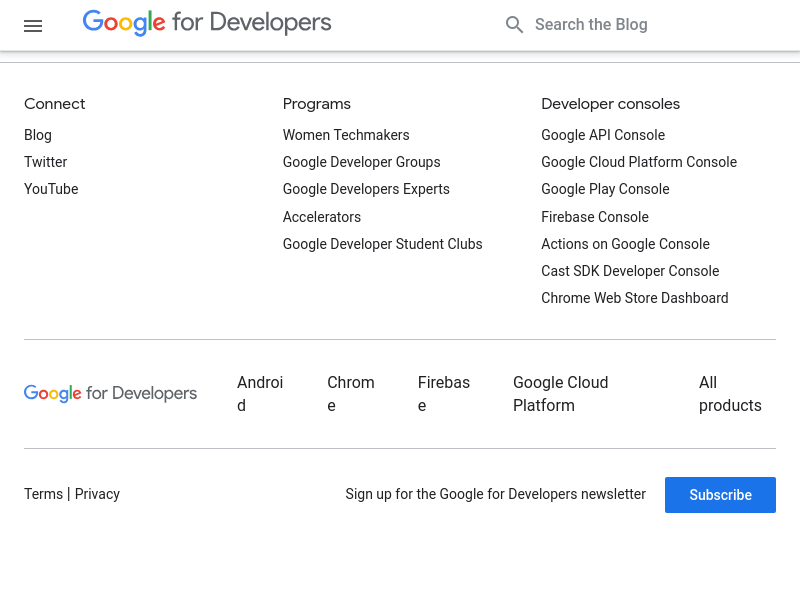 Google for Developers
Search the Blog
Connect
Blog
Twitter
YouTube
Programs
Women Techmakers
Google Developer Groups
Google Developers Experts
Accelerators
Google Developer Student Clubs
Developer consoles
Google API Console
Google Cloud Platform Console
Google Play Console
Firebase Console
Actions on Google Console
Cast SDK Developer Console
Chrome Web Store Dashboard
Google for Developers
Androi
d
Chrom
e
Firebas
e
Google Cloud
Platform
All
products
Terms | Privacy
Sign up for the Google for Developers newsletter
Subscribe